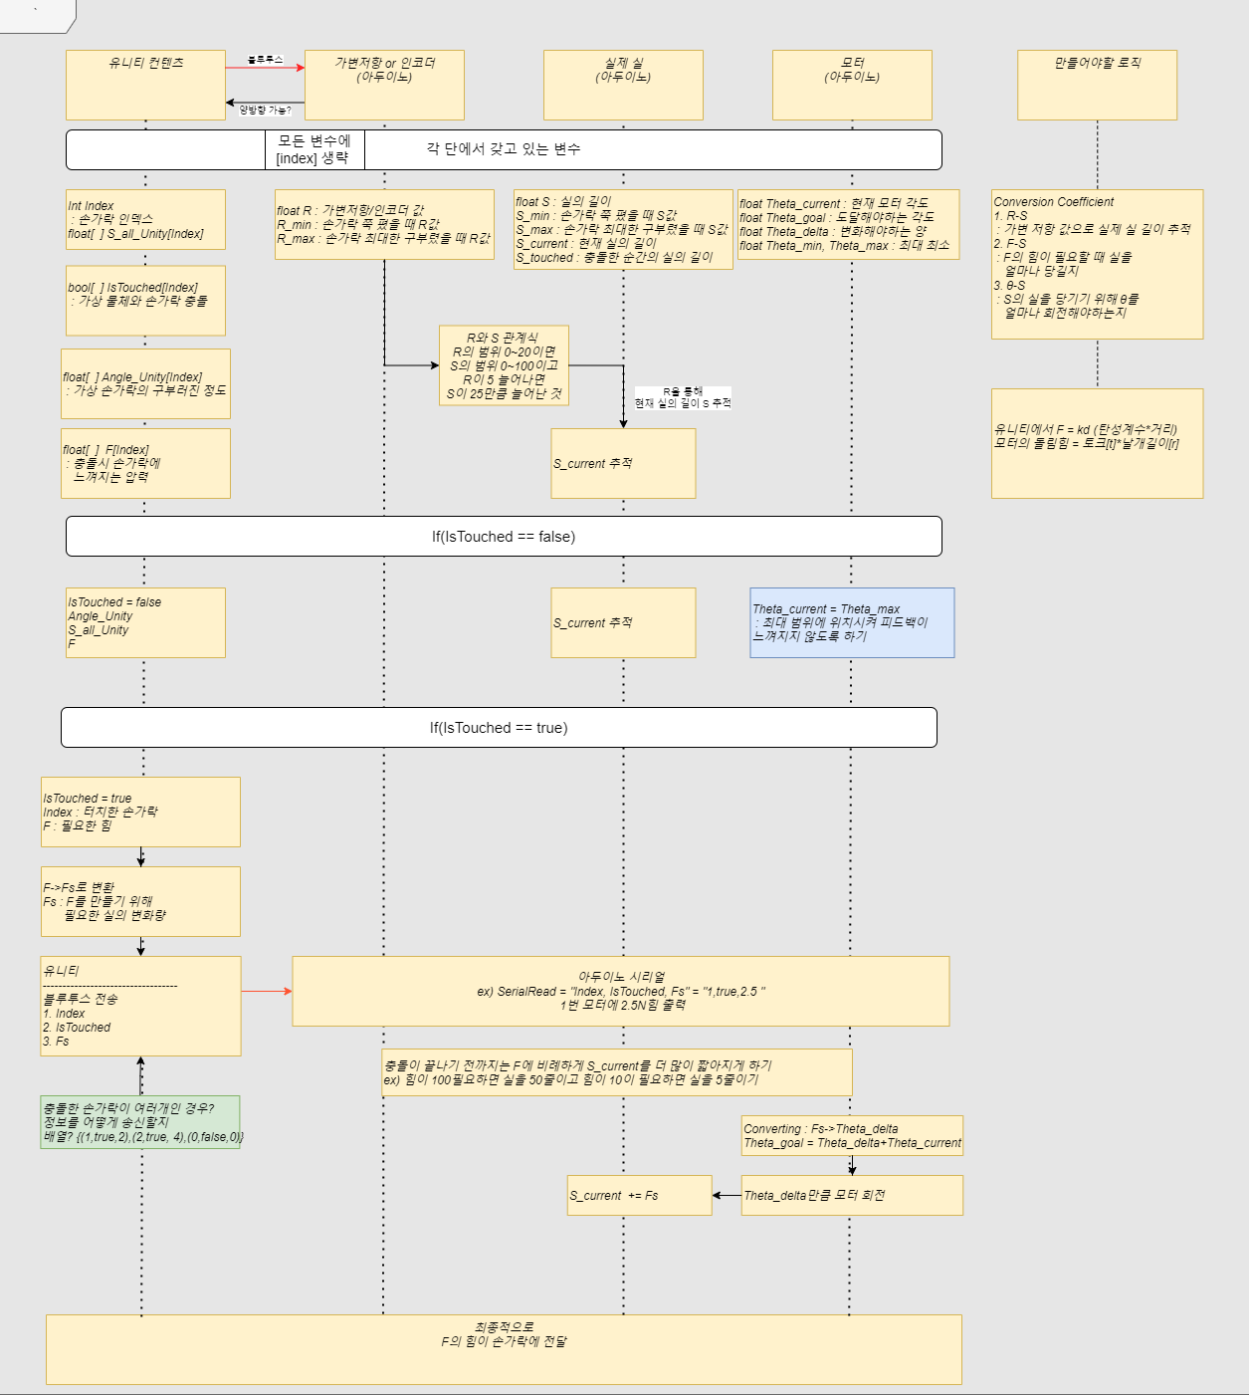 유니티 컨텐츠
블루투스
양방향 가능?
가변저항 or 인코더
(아두이노)
실제 실
(아두이노)
모터
(아두이노)
만들어야할 로직
모든 변수에
[index] 생략
각 단에서 갖고 있는 변수
Int Index
: 손가락 인덱스
float[ ] S_all_Unity[Index]
bool[ ] IsTouched[Index]
: 가상 물체와 손가락 충돌
float[ ] Angle_Unity[Index]
: 가상 손가락의 구부러진 정도
float[ ] F[Index]
: 충돌시 손가락에
느껴지는 압력
float R : 가변저항/인코더 값
R_min : 손가락 쭉 폈을 때 R값
R_max : 손가락 최대한 구부렸을 때 R값
float S : 실의 길이
S_min : 손가락 쭉 폈을 때 S값
S_max : 손가락 최대한 구부렸을 때 S값
S_current : 현재 실의 길이
S_touched : 충돌한 순간의 실의 길이
float Theta_current : 현재 모터 각도
float Theta_goal : 도달해야하는 각도
float Theta_delta : 변화해야하는 양
float Theta_min, Theta_max : 최대 최소
Conversion Coefficient
1. R-S
: 가변 저항 값으로 실제 실 길이 추적
2. F-S
: F의 힘이 필요할 때 실을
얼마나 당길지
3. θ-S
: S의 실을 당기기 위해 θ를
얼마나 회전해야하는지
R와 S 관계식
R의 범위 0~20이면
S의 범위 0~100이고
R이 5 늘어나면
S이 25만큼 늘어난 것
R을 통해
현재 실의 길이 S 추적
S_current 추적
유니티에서 F = kd (탄성계수*거리)
모터의 돌림힘 = 토크[t]*날개길이[r]
If(IsTouched == false)
IsTouched = false
Angle_Unity
S_all_Unity
F
S_current 추적
Theta_current = Theta_max
: 최대 범위에 위치시켜 피드백이
느껴지지 않도록 하기
If(IsTouched == true)
IsTouched = true
Index : 터치한 손가락
F : 필요한 힘
F->Fs로 변환
Fs : F를 만들기 위해
필요한 실의 변화량
유니티
----------------------------------
블루투스 전송
1. Index
2. IsTouched
3. Fs
아두이노 시리얼
ex) SerialRead = "Index, IsTouched, Fs" = "1,true,2.5 "
1번 모터에 2.5N힘 출력
충돌이 끝나기 전까지는 F에 비례하게 S_current를 더 많이 짧아지게 하기
ex) 힘이 100필요하면 실을 50줄이고 힘이 10이 필요하면 실을 5줄이기
충돌한 손가락이 여러개인 경우?
정보를 어떻게 송신할지
배열? {(1,true,2),(2,true, 4),(0,false,0)}
Converting : Fs->Theta_delta
Theta_goal = Theta_delta+Theta_current
S_current += Fs
Theta_delta만큼 모터 회전
최종적으로
F의 힘이 손가락에 전달